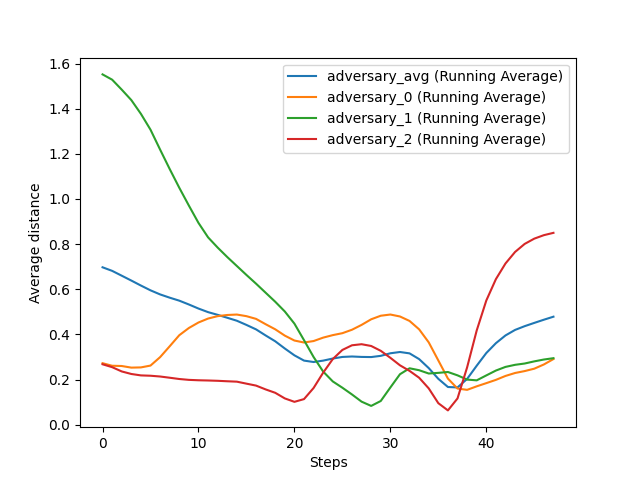 adversary_avg (Running Average)
adversary_0 (Running Average)
adversary_1 (Running Average)
adversary_2 (Running Average)
Average distance
1.6
1.4
1.2
1.0
0.8
0.6
0.4
0.2
0.0
0 10 20 30 40
Steps